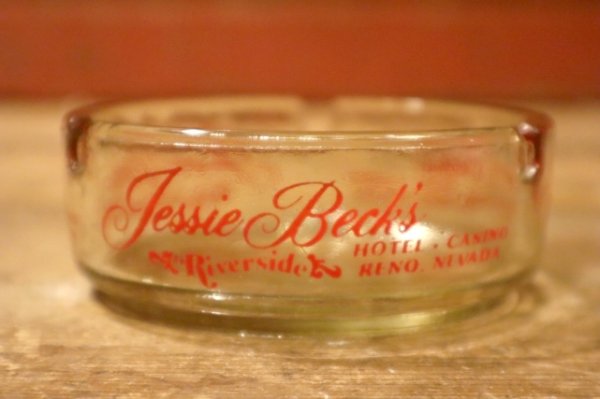 Jessie Beck's
Riverside
HOTEL • CASINO
RENO, NEVADA